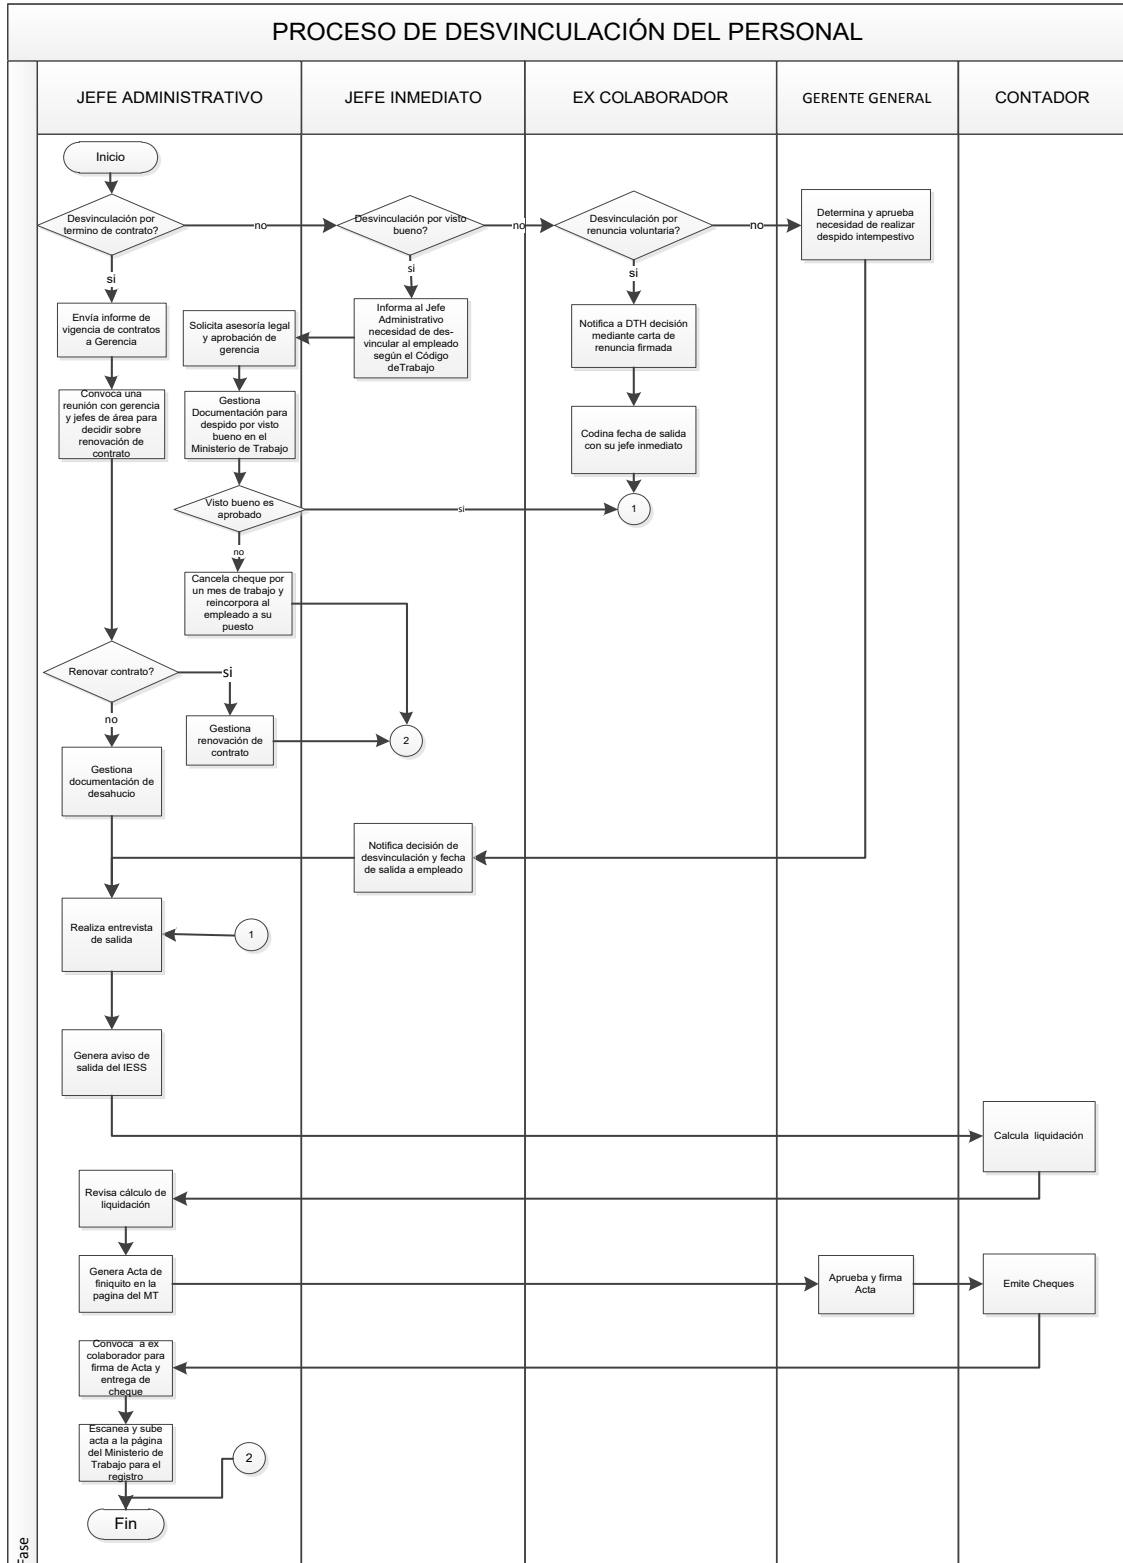 PROCESO DE DESVINCULACIÓN DEL PERSONAL
JEFE ADMINISTRATIVO
JEFE INMEDIATO
EX COLABORADOR
GERENTE GENERAL
CONTADOR
Inicio
Desvinculación por
termino de contrato?
no
Desvinculación por visto
bueno?
no
Desvinculación por
renuncia voluntaria?
no
Determina y aprueba
necesidad de realizar
despido intempestivo
si
si
si
Envía informe de
vigencia de contratos
a Gerencia
Solicita asesoría legal
y aprobación de
gerencia
Informa al Jefe
Administrativo
necesidad de des-
vincular al empleado
según el Código
deTrabajo
Notifica a DTH decisión
mediante carta de
renuncia firmada
Convoca una
reunión con gerencia
y jefes de área para
decidir sobre
renovación de
contrato
Gestiona
Documentación para
despido por visto
bueno en el
Ministerio de Trabajo
Codina fecha de salida
con su jefe inmediato
Visto bueno es
aprobado
si
1
no
Cancela cheque por
un mes de trabajo y
reincorpora al
empleado a su
puesto
Renovar contrato?
si
no
Gestiona
renovación de
contrato
2
Gestiona
documentación de
desahucio
Notifica decisión de
desvinculación y fecha
de salida a empleado
Realiza entrevista
de salida
1
Genera aviso de
salida del IESS
Calcula liquidación
Revisa cálculo de
liquidación
Genera Acta de
finiquito en la
pagina del MT
Aprueba y firma
Acta
Emite Cheques
Convoca a ex
colaborador para
firma de Acta y
entrega de
cheque
Escanea y sube
acta a la página
del Ministerio de
Trabajo para el
registro
2
Fin
Fase